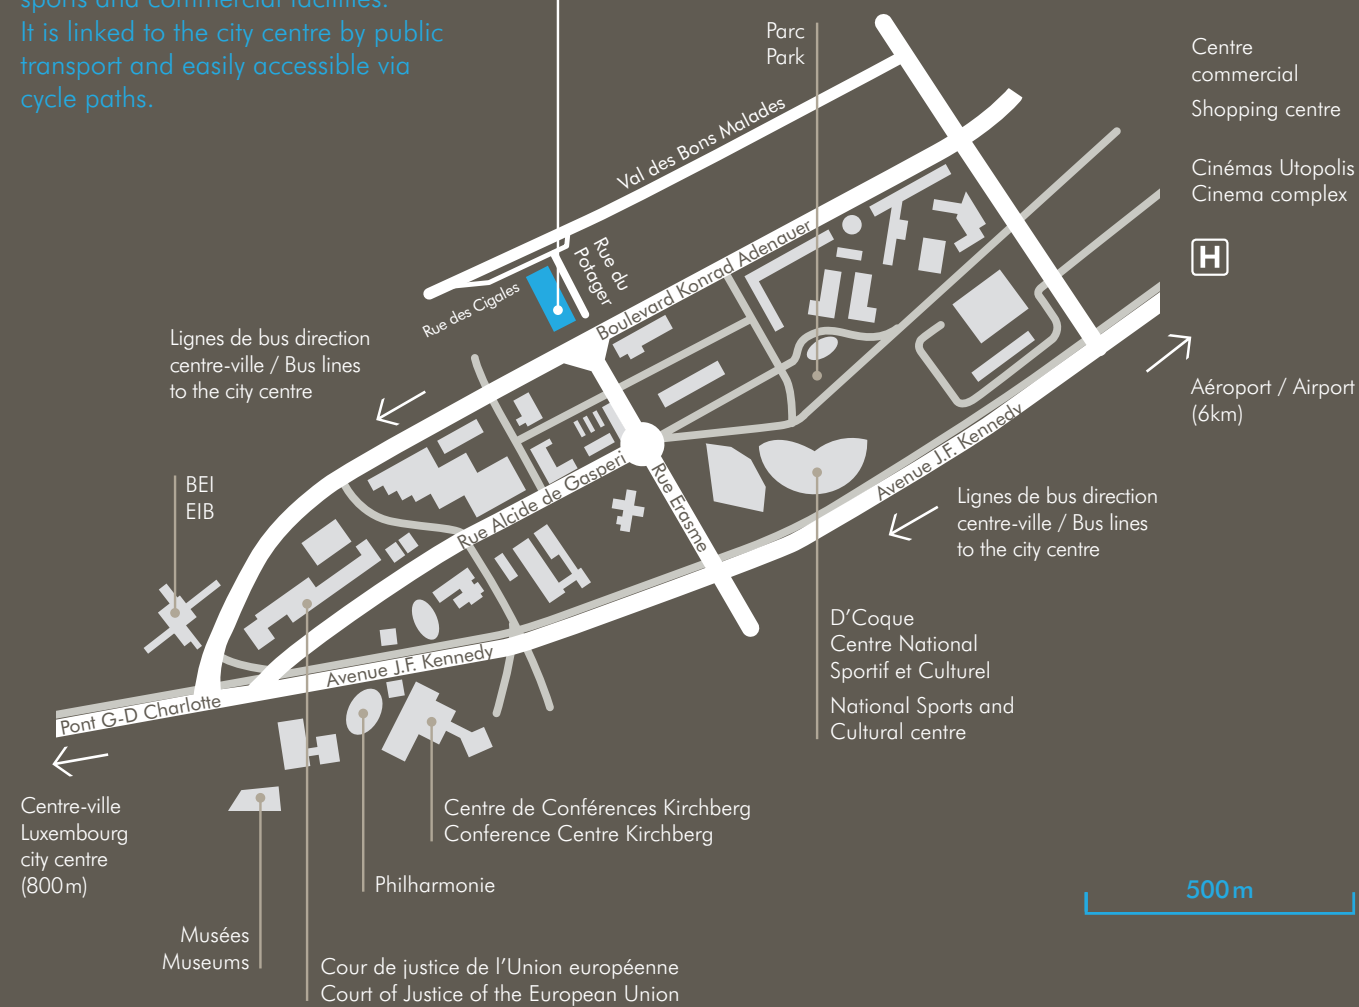 sports and commercial facilities.
It is linked to the city centre by public
transport and easily accessible via
cycle paths.
Parc
Park
Centre
commercial
Shopping centre
Cinémas Utopolis
Cinema complex
H
Val des Bons Malades
Rue du
Potager
Rue des Cigales
Boulevard Konrad Adenauer
Lignes de bus direction
centre-ville / Bus lines
to the city centre
Aéroport / Airport
(6km)
BEI
EIB
Rue Alcide de Gasperi
Rue Erasme
Avenue J.F. Kennedy
Lignes de bus direction
centre-ville / Bus lines
to the city centre
D'Coque
Centre National
Sportif et Culturel
National Sports and
Cultural centre
Avenue J.F. Kennedy
Pont G-D Charlotte
Centre-ville
Luxembourg
city centre
(800 m)
Centre de Conférences Kirchberg
Conference Centre Kirchberg
Philharmonie
500 m
Musées
Museums
Cour de justice de l'Union européenne
Court of Justice of the European Union